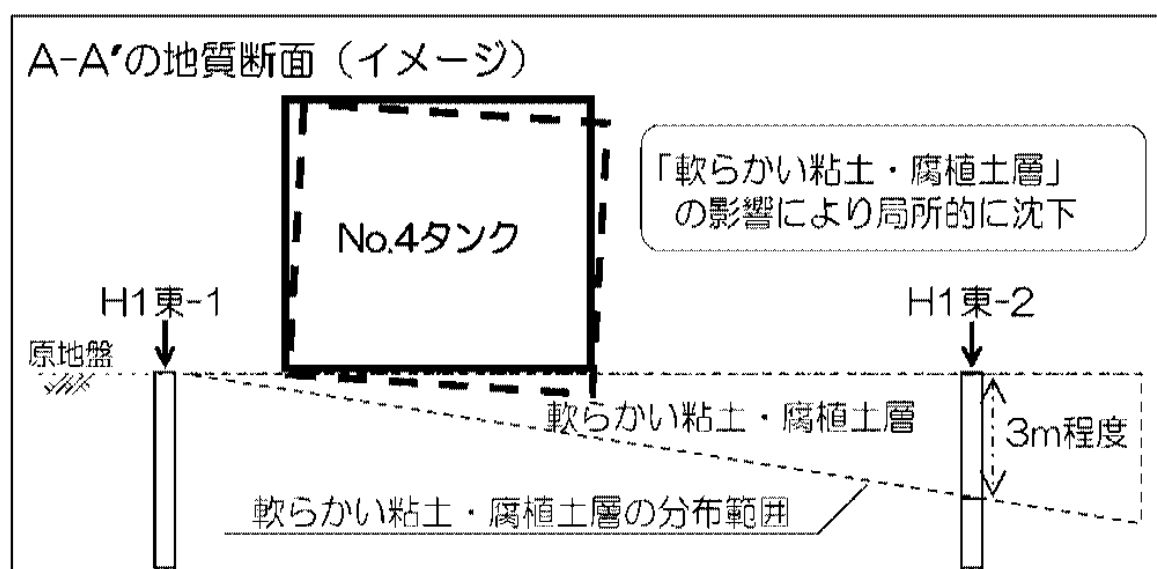 A-A′の地質断面（イメージ）
「軟らかい粘土・腐植土層」
の影響により局所的に沈下
No.4タンク
H1東-1
H1東-2
原地盤
軟らかい粘土・腐植土層
3m程度
軟らかい粘土・腐植土層の分布範囲